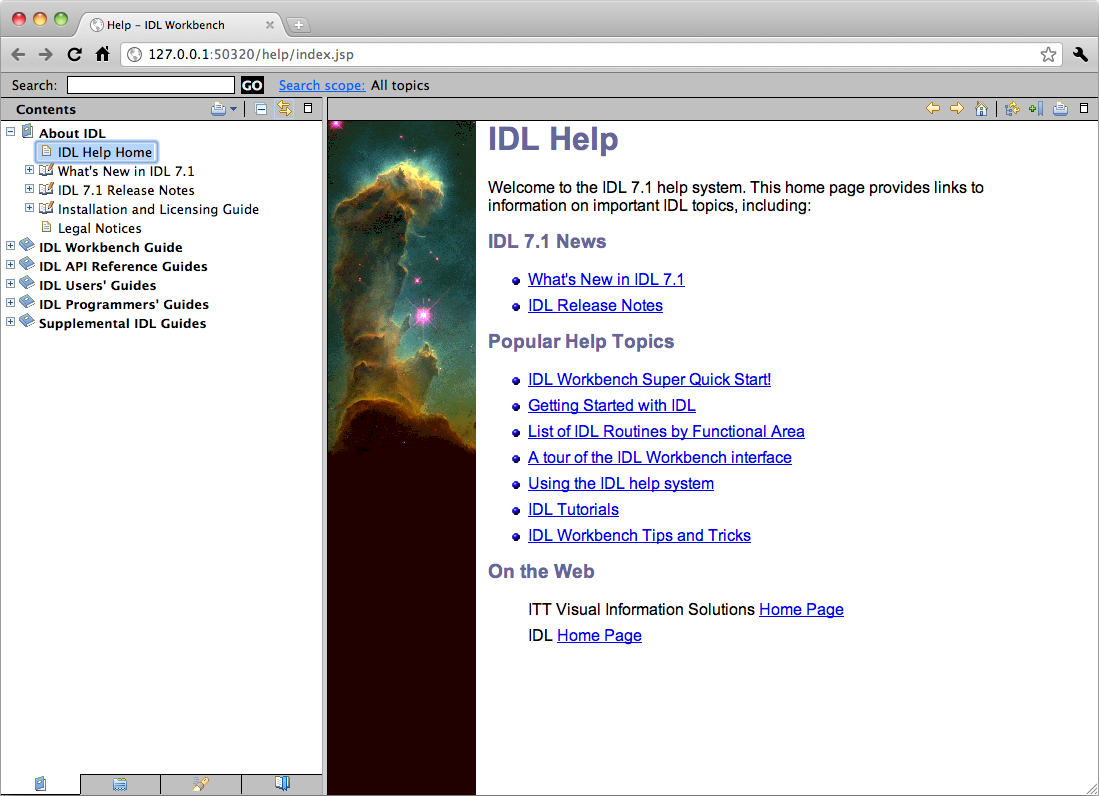 Help – IDL Workbench
127.0.0.1:50320/help/index.jsp
Search: GO Search scope: All topics
Contents
About IDL
IDL Help Home
What's New in IDL 7.1
IDL 7.1 Release Notes
Installation and Licensing Guide
Legal Notices
IDL Workbench Guide
IDL API Reference Guides
IDL Users' Guides
IDL Programmers' Guides
Supplemental IDL Guides
IDL Help
Welcome to the IDL 7.1 help system. This home page provides links to
information on important IDL topics, including:
IDL 7.1 News
What's New in IDL 7.1
IDL Release Notes
Popular Help Topics
IDL Workbench Super Quick Start!
Getting Started with IDL
List of IDL Routines by Functional Area
A tour of the IDL Workbench interface
Using the IDL help system
IDL Tutorials
IDL Workbench Tips and Tricks
On the Web
ITT Visual Information Solutions Home Page
IDL Home Page